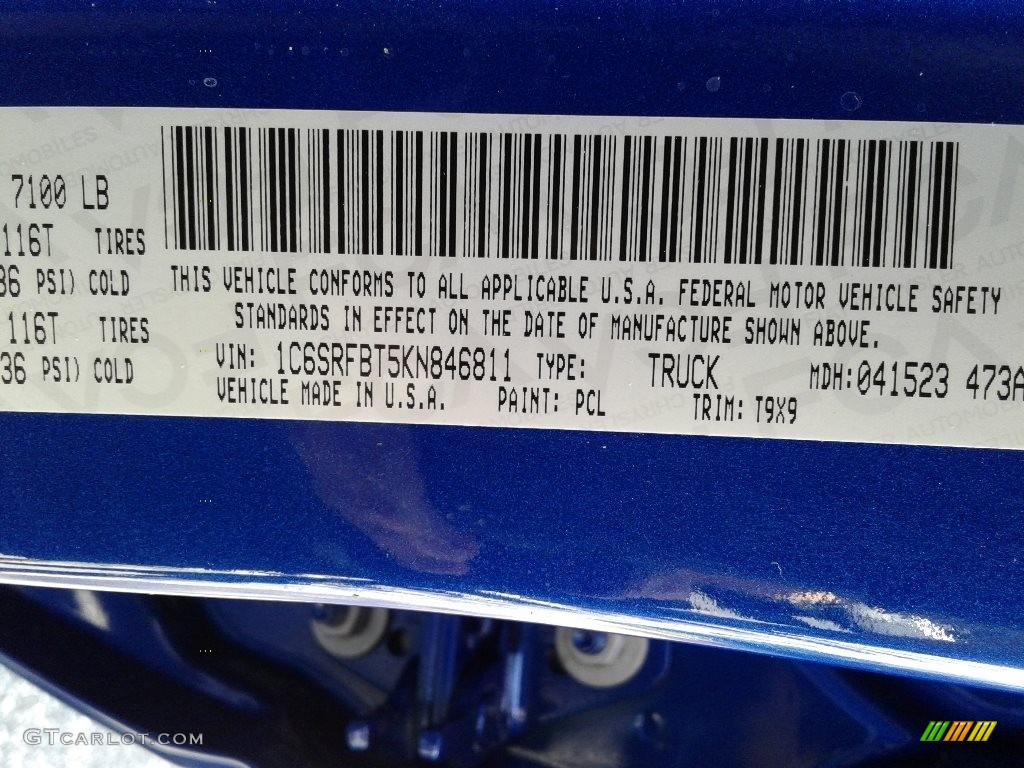 7100 LB
116T TIRES
36 PSI) COLD
116T TIRES
36 PSI) COLD
THIS VEHICLE CONFORMS TO ALL APPLICABLE U.S.A. FEDERAL MOTOR VEHICLE SAFETY
STANDARDS IN EFFECT ON THE DATE OF MANUFACTURE SHOWN ABOVE.
VIN: 1C6SRFBT5KN846811 TYPE: TRUCK MDH:041523 473A
VEHICLE MADE IN U.S.A. PAINT: PCL TRIM: T9X9
GTCARLOT.COM